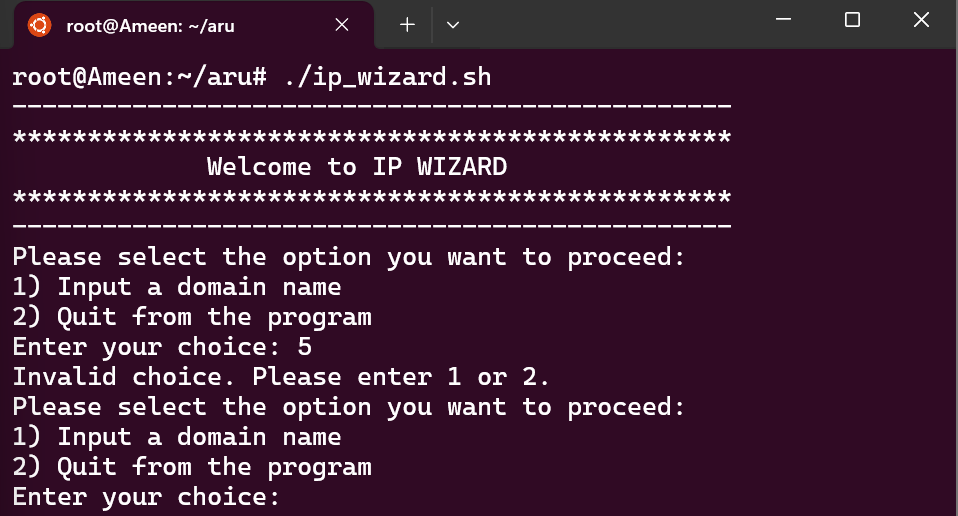 root@Ameen: ~/aru
root@Ameen:~/aru# ./ip_wizard.sh
------------------------------------------------
************************************************
             Welcome to IP WIZARD
************************************************
------------------------------------------------
Please select the option you want to proceed:
1) Input a domain name
2) Quit from the program
Enter your choice: 5
Invalid choice. Please enter 1 or 2.
Please select the option you want to proceed:
1) Input a domain name
2) Quit from the program
Enter your choice: